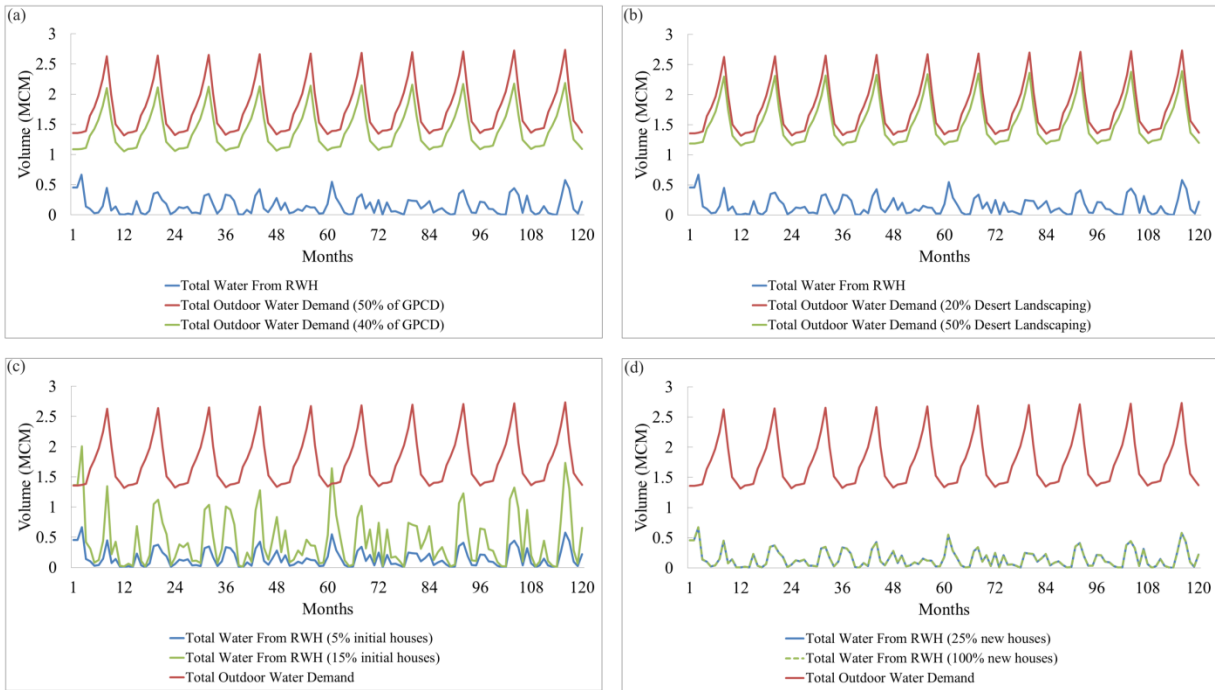 (a)
3
2.5
2
1.5
1
0.5
0
Volume (MCM)
1 12 24 36 48 60 72 84 96 108 120
Months
Total Water From RWH
Total Outdoor Water Demand (50% of GPCD)
Total Outdoor Water Demand (40% of GPCD)
(b)
3
2.5
2
1.5
1
0.5
0
Volume (MCM)
1 12 24 36 48 60 72 84 96 108 120
Months
Total Water From RWH
Total Outdoor Water Demand (20% Desert Landscaping)
Total Outdoor Water Demand (50% Desert Landscaping)
(c)
3
2.5
2
1.5
1
0.5
0
Volume (MCM)
1 12 24 36 48 60 72 84 96 108 120
Months
Total Water From RWH (5% initial houses)
Total Water From RWH (15% initial houses)
Total Outdoor Water Demand
(d)
3
2.5
2
1.5
1
0.5
0
Volume (MCM)
1 12 24 36 48 60 72 84 96 108 120
Months
Total Water From RWH (25% new houses)
Total Water From RWH (100% new houses)
Total Outdoor Water Demand